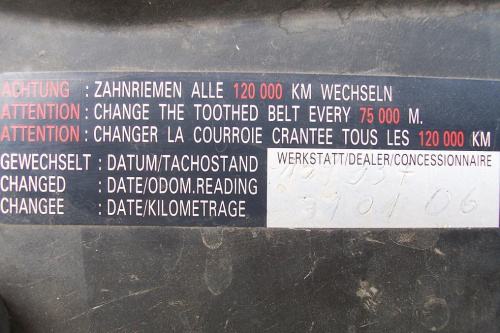 ACHTUNG : ZAHNRIEMEN ALLE 120 000 KM WECHSELN
ATTENTION : CHANGE THE TOOTHED BELT EVERY 75 000 M.
ATTENTION : CHANGER LA COURROIE CRANTEE TOUS LES 120 000 KM
GEWECHSELT : DATUM/TACHOSTAND WERKSTATT/DEALER/CONCESSIONNAIRE
CHANGED : DATE/ODOM.READING
CHANGEE : DATE/KILOMETRAGE